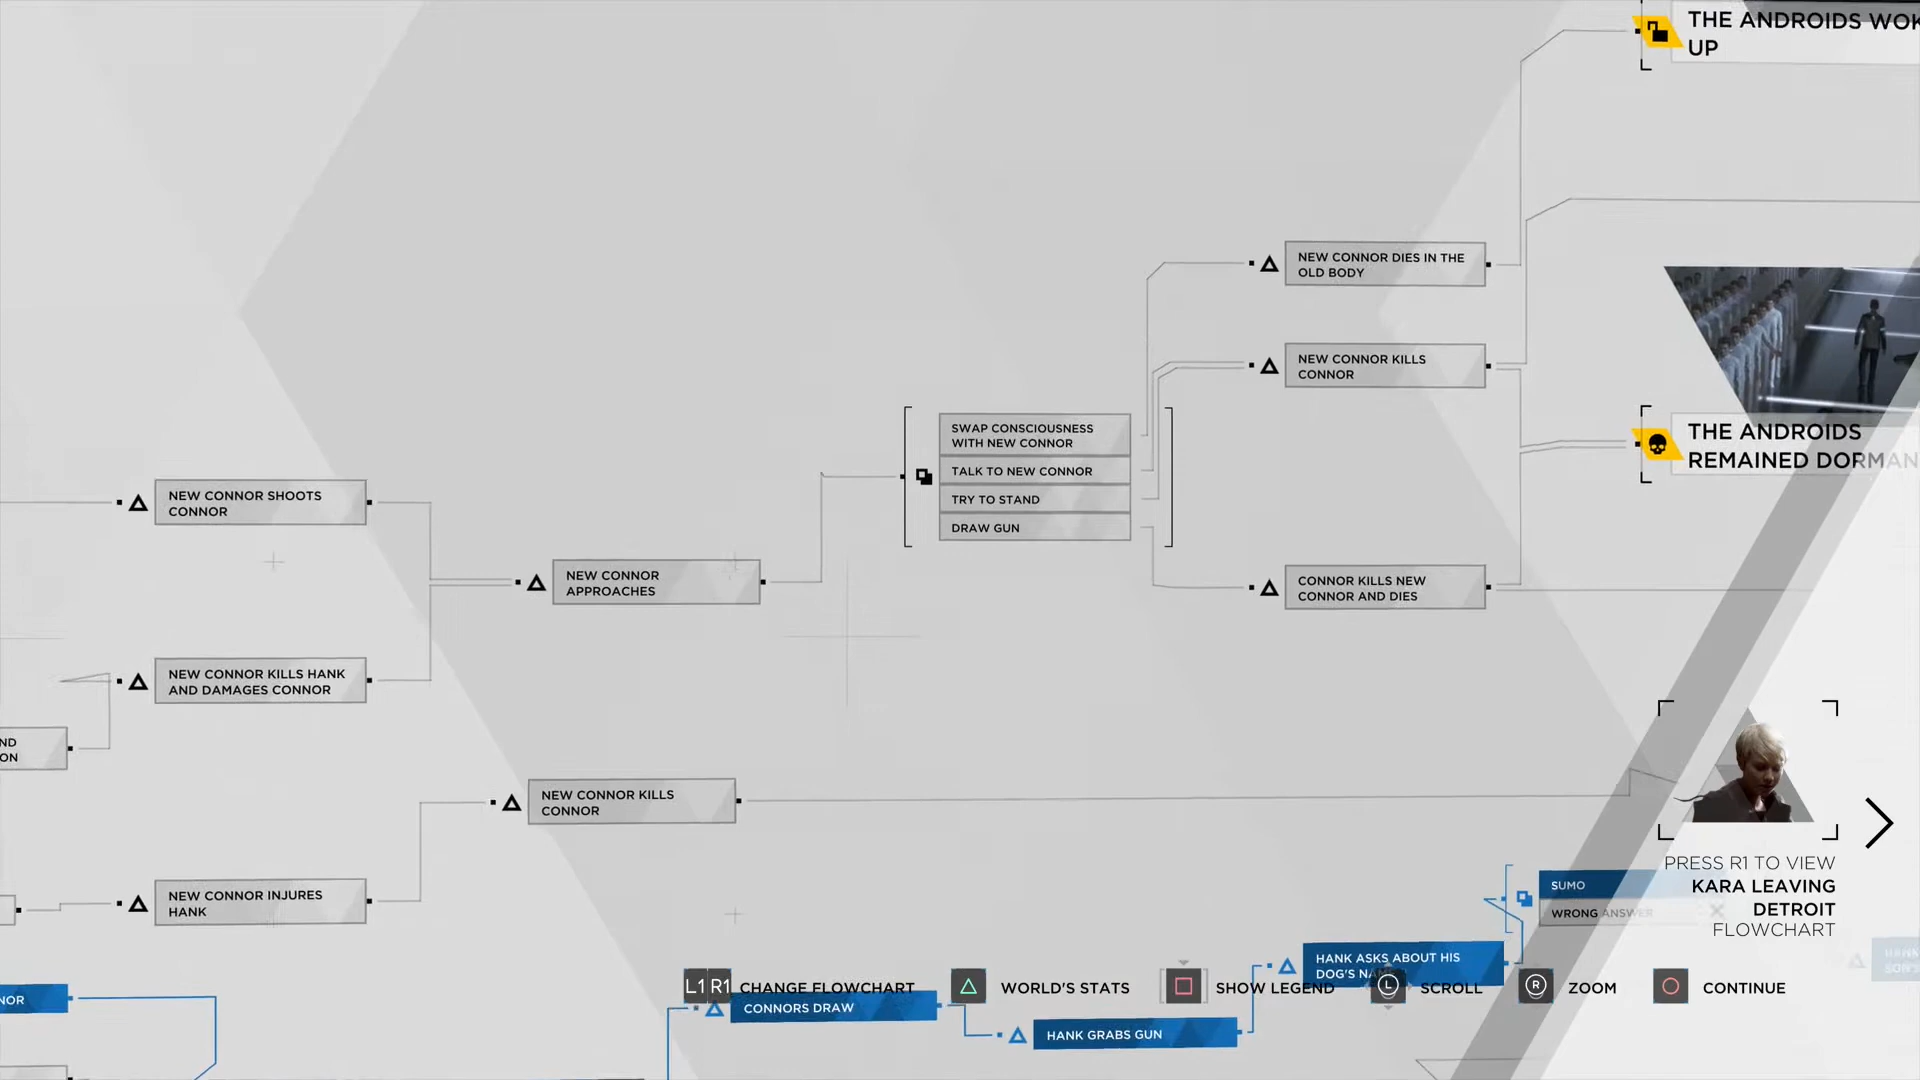 THE ANDROIDS WOK
UP
NEW CONNOR DIES IN THE
OLD BODY
NEW CONNOR KILLS
CONNOR
SWAP CONSCIOUSNESS
WITH NEW CONNOR
TALK TO NEW CONNOR
TRY TO STAND
DRAW GUN
THE ANDROIDS
REMAINED DORMAN
NEW CONNOR SHOOTS
CONNOR
NEW CONNOR
APPROACHES
CONNOR KILLS NEW
CONNOR AND DIES
NEW CONNOR KILLS HANK
AND DAMAGES CONNOR
ND
ON
NEW CONNOR KILLS
CONNOR
NEW CONNOR INJURES
HANK
PRESS R1 TO VIEW
KARA LEAVING
DETROIT
FLOWCHART
SUMO
WRONG ANSWER
HANK ASKS ABOUT HIS
DOG'S NA
NOR
CONNORS DRAW
HANK GRABS GUN
L1 R1 CHANGE FLOWCHART
WORLD'S STATS
SHOW LEGEND
L SCROLL
R ZOOM
CONTINUE